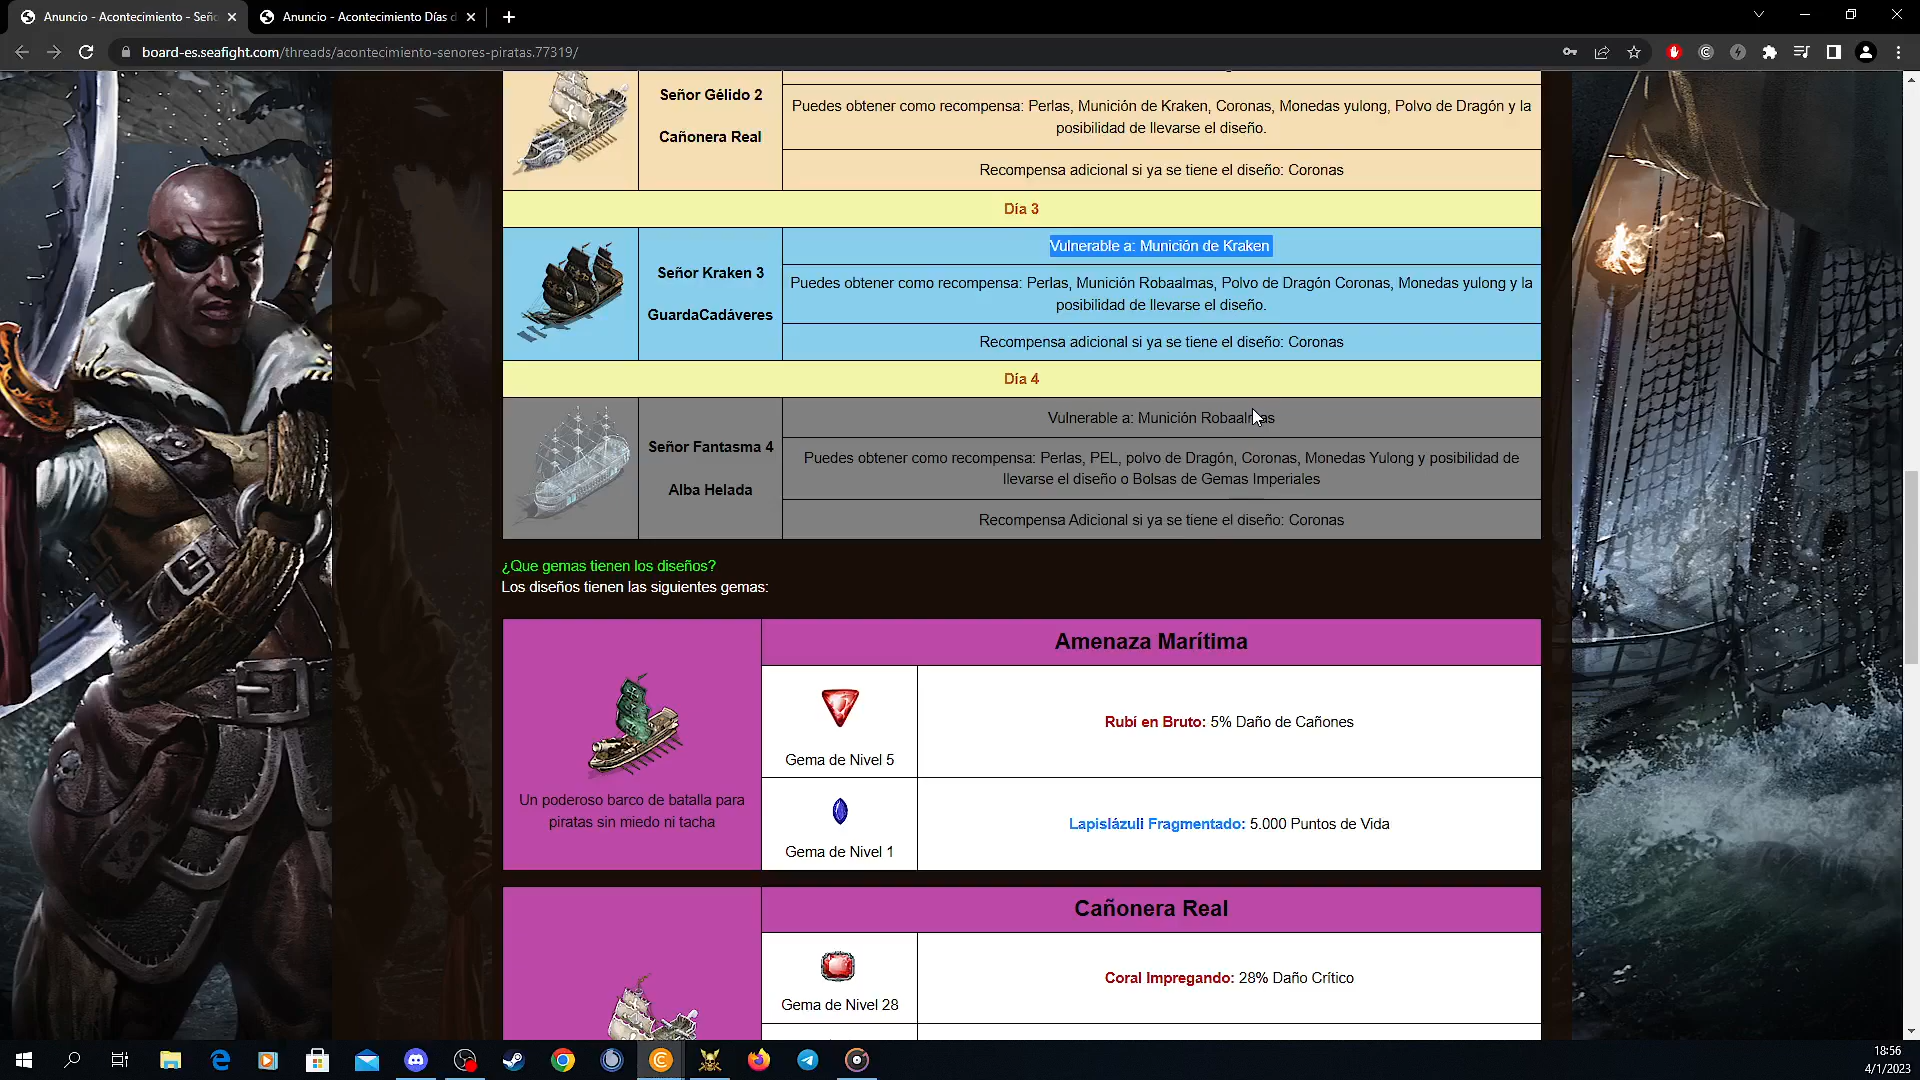 Anuncio - Acontecimiento - Seño
Anuncio - Acontecimiento Días d
board-es.seafight.com/threads/acontecimiento-senores-piratas.77319/
Señor Gélido 2
Cañonera Real
Puedes obtener como recompensa: Perlas, Munición de Kraken, Coronas, Monedas yulong, Polvo de Dragón y la
posibilidad de llevarse el diseño.
Recompensa adicional si ya se tiene el diseño: Coronas
Día 3
Señor Kraken 3
GuardaCadáveres
Vulnerable a: Munición de Kraken
Puedes obtener como recompensa: Perlas, Munición Robaalmas, Polvo de Dragón Coronas, Monedas yulong y la
posibilidad de llevarse el diseño.
Recompensa adicional si ya se tiene el diseño: Coronas
Día 4
Señor Fantasma 4
Alba Helada
Vulnerable a: Munición Robaalmas
Puedes obtener como recompensa: Perlas, PEL, polvo de Dragón, Coronas, Monedas Yulong y posibilidad de
llevarse el diseño o Bolsas de Gemas Imperiales
Recompensa Adicional si ya se tiene el diseño: Coronas
¿Que gemas tienen los diseños?
Los diseños tienen las siguientes gemas:
Amenaza Marítima
Un poderoso barco de batalla para
piratas sin miedo ni tacha
Gema de Nivel 5
Rubí en Bruto: 5% Daño de Cañones
Gema de Nivel 1
Lapislázuli Fragmentado: 5.000 Puntos de Vida
Cañonera Real
Gema de Nivel 28
Coral Impregando: 28% Daño Crítico
18:56
4/1/2023